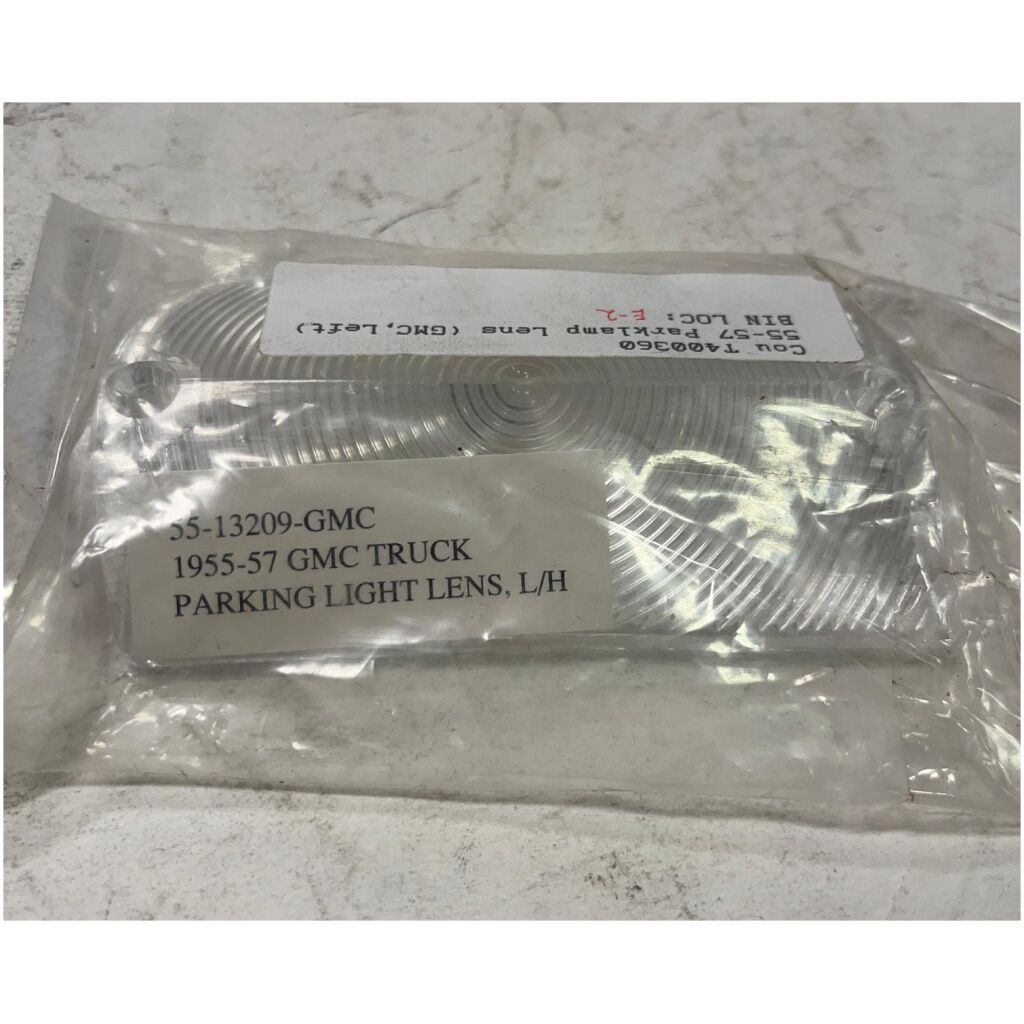 Cou T400360
55-57 Parklamp Lens (GMC,Left)
BIN LOC: E-2
55-13209-GMC
1955-57 GMC TRUCK
PARKING LIGHT LENS, L/H